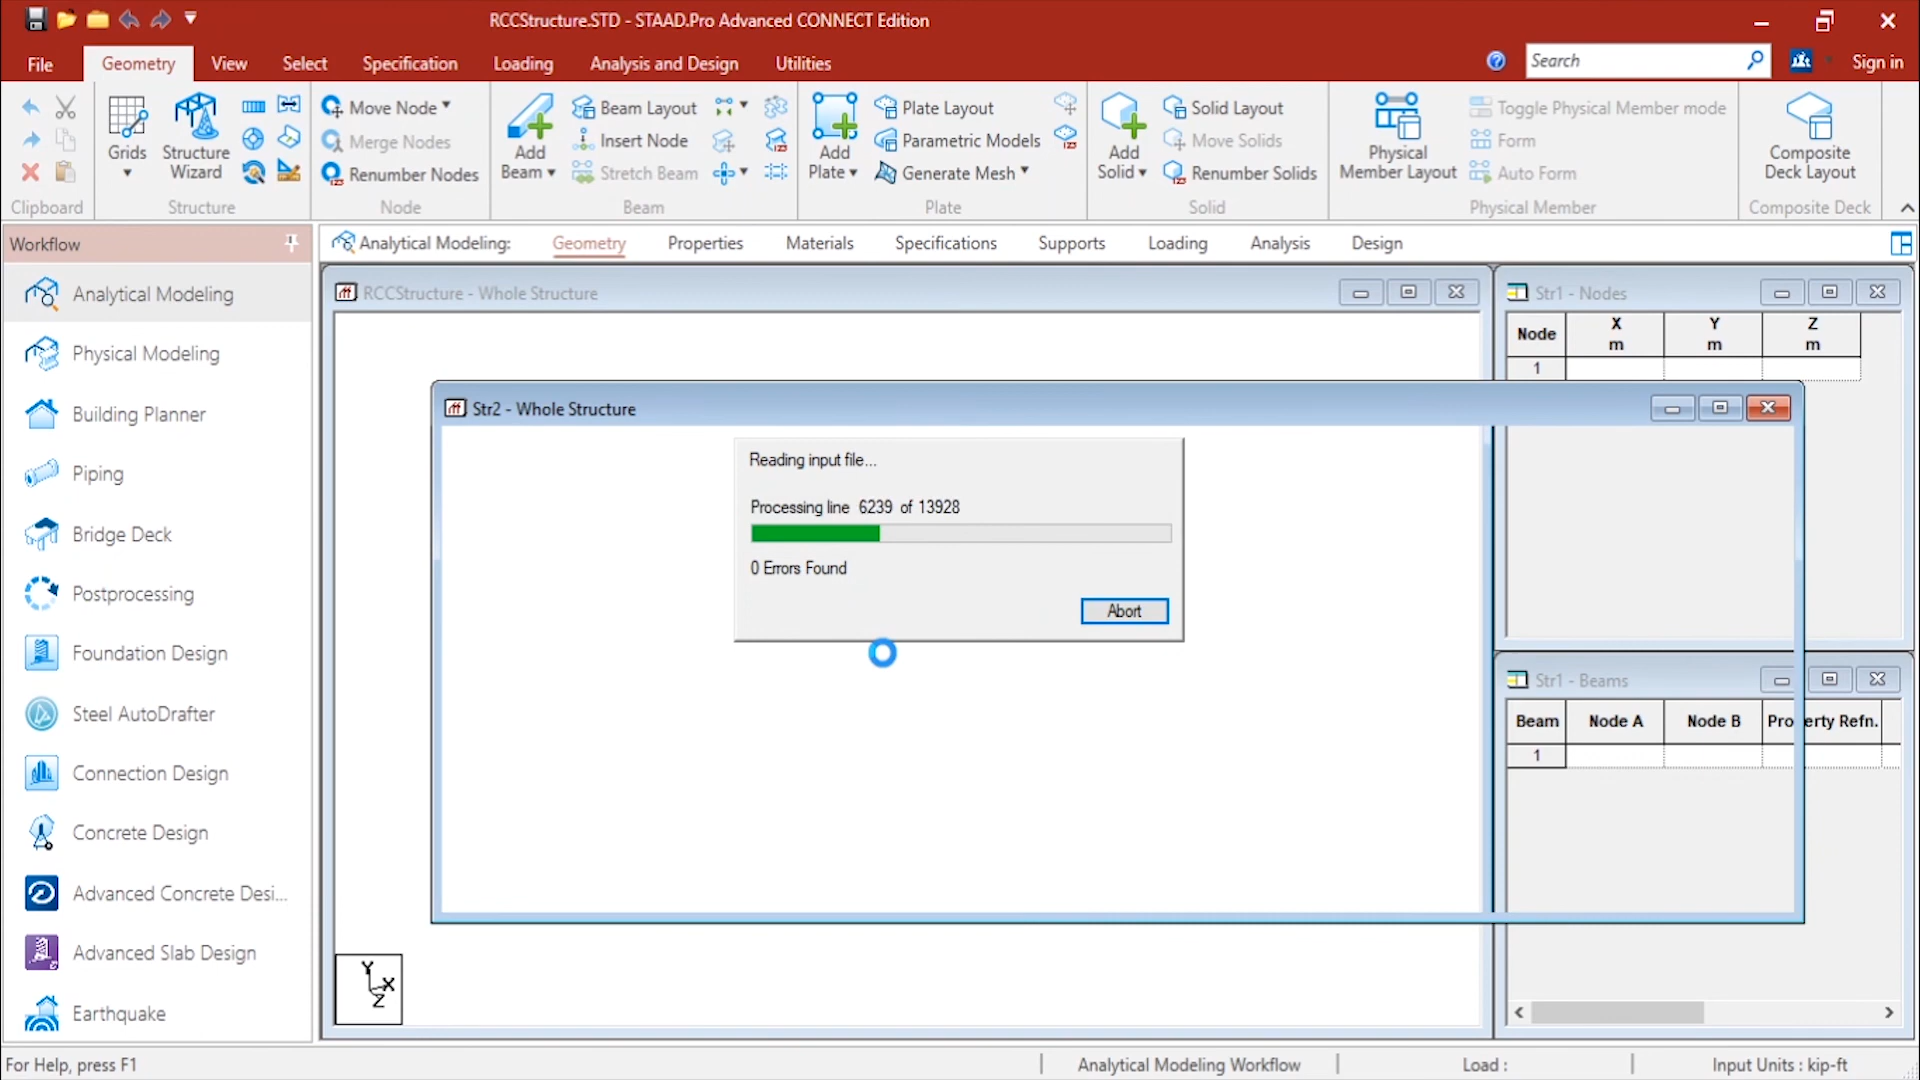 RCCStructure.STD - STAAD.Pro Advanced CONNECT Edition
File
Geometry
View
Select
Specification
Loading
Analysis and Design
Utilities
Search
Sign in
Grids
Structure Wizard
Move Node
Merge Nodes
Renumber Nodes
Add Beam
Beam Layout
Insert Node
Stretch Beam
Add Plate
Plate Layout
Parametric Models
Generate Mesh
Add Solid
Solid Layout
Move Solids
Renumber Solids
Physical Member Layout
Toggle Physical Member mode
Form
Auto Form
Composite Deck Layout
Clipboard
Structure
Node
Beam
Plate
Solid
Physical Member
Composite Deck
Workflow
Analytical Modeling:
Geometry
Properties
Materials
Specifications
Supports
Loading
Analysis
Design
Analytical Modeling
Physical Modeling
Building Planner
Piping
Bridge Deck
Postprocessing
Foundation Design
Steel AutoDrafter
Connection Design
Concrete Design
Advanced Concrete Desi...
Advanced Slab Design
Earthquake
RCCStructure - Whole Structure
Str2 - Whole Structure
Reading input file...
Processing line 6239 of 13928
0 Errors Found
Abort
Y
X
Z
Str1 - Nodes
Node X m Y m Z m
1
Str1 - Beams
Beam Node A Node B Property Refn.
1
For Help, press F1
Analytical Modeling Workflow
Load :
Input Units : kip-ft